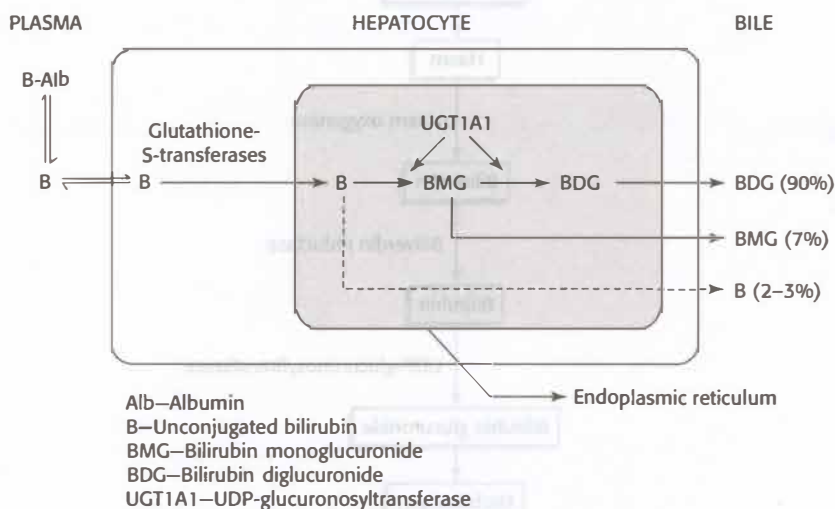 PLASMA HEPATOCYTE BILE
B-Alb
Glutathione-
S-transferases
UGT1A1
B B B BMG BDG BDG (90%)
BMG (7%)
B (2–3%)
Endoplasmic reticulum
Alb—Albumin
B—Unconjugated bilirubin
BMG—Bilirubin monoglucuronide
BDG—Bilirubin diglucuronide
UGT1A1—UDP-glucuronosyltransferase